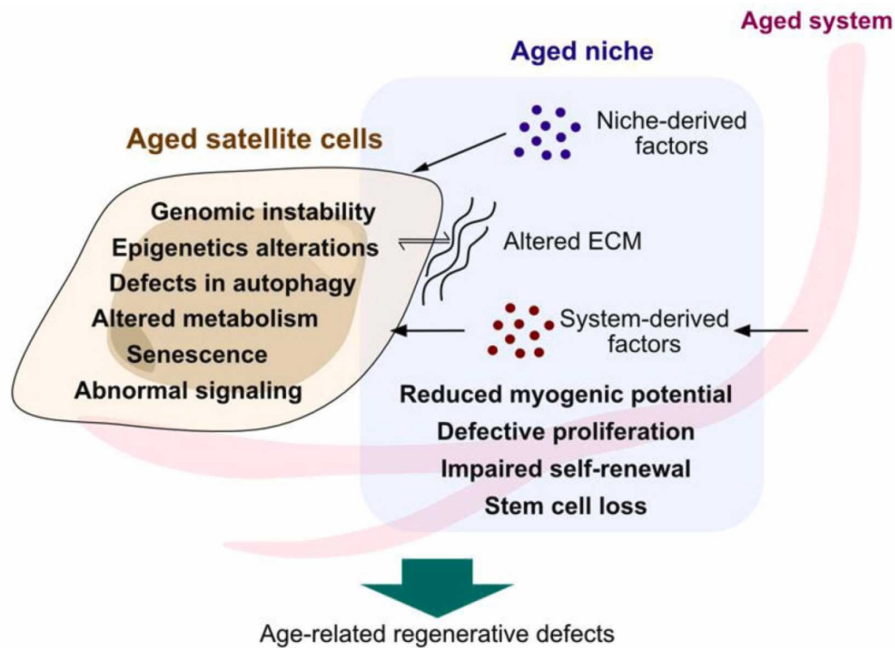 Aged system
Aged niche
Niche-derived
factors
Aged satellite cells
Genomic instability
Epigenetics alterations
Defects in autophagy
Altered metabolism
Senescence
Abnormal signaling
Altered ECM
System-derived
factors
Reduced myogenic potential
Defective proliferation
Impaired self-renewal
Stem cell loss
Age-related regenerative defects